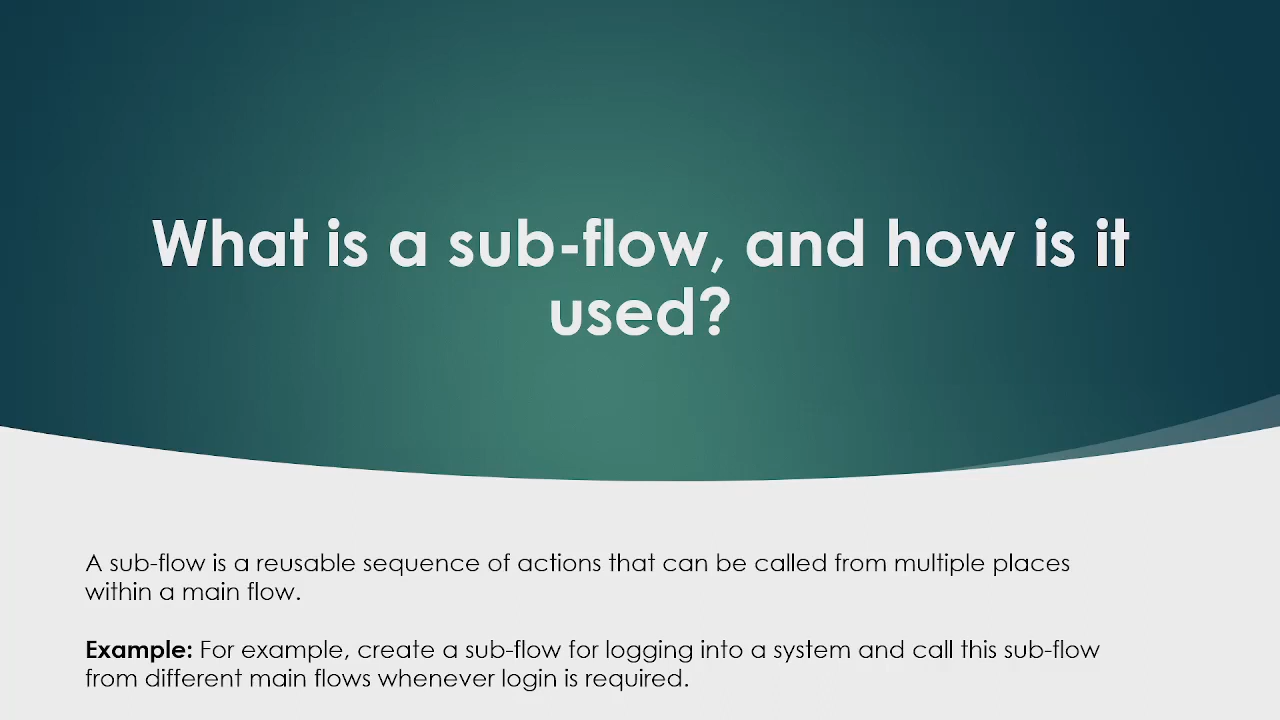 What is a sub-flow, and how is it
used?
A sub-flow is a reusable sequence of actions that can be called from multiple places
within a main flow.
Example: For example, create a sub-flow for logging into a system and call this sub-flow
from different main flows whenever login is required.